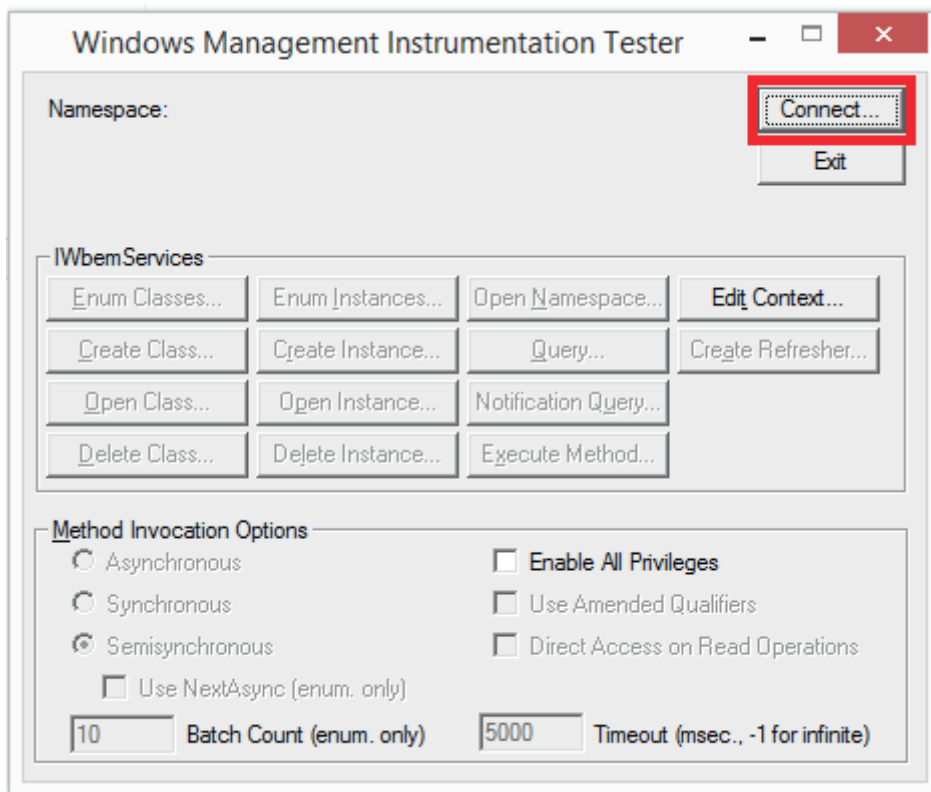 Windows Management Instrumentation Tester
Namespace:
Connect...
Exit
IWbemServices
Enum Classes... Enum Instances... Open Namespace... Edit Context...
Create Class... Create Instance... Query... Create Refresher...
Open Class... Open Instance... Notification Query...
Delete Class... Delete Instance... Execute Method...
Method Invocation Options
Asynchronous Enable All Privileges
Synchronous Use Amended Qualifiers
Semisynchronous Direct Access on Read Operations
Use NextAsync (enum. only)
10 Batch Count (enum. only) 5000 Timeout (msec., -1 for infinite)